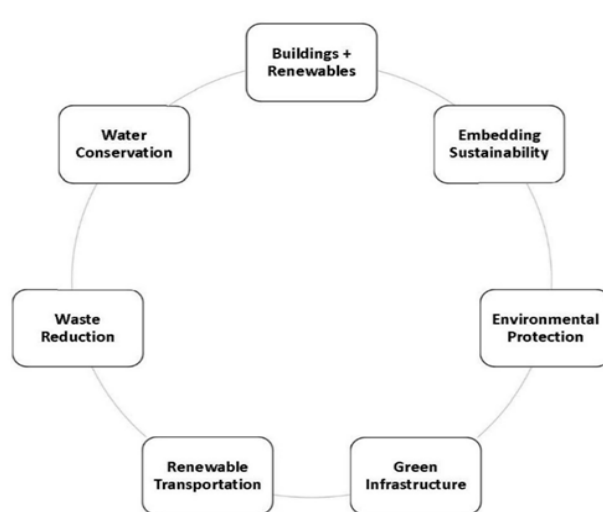 Buildings +
Renewables
Embedding
Sustainability
Environmental
Protection
Green
Infrastructure
Renewable
Transportation
Waste
Reduction
Water
Conservation